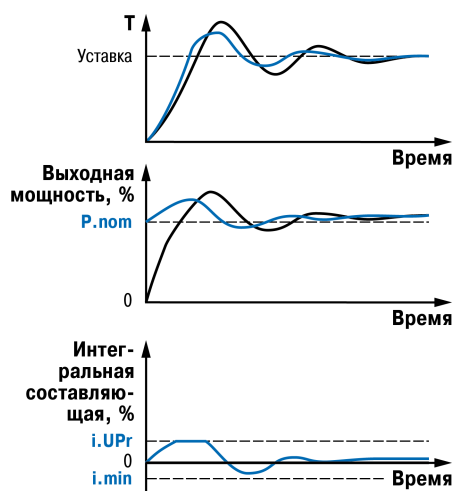 T
Уставка
Время
Выходная
мощность, %
P.nom
0
Время
Интег-
ральная
составляю-
щая, %
i.UPr
0
i.min
Время